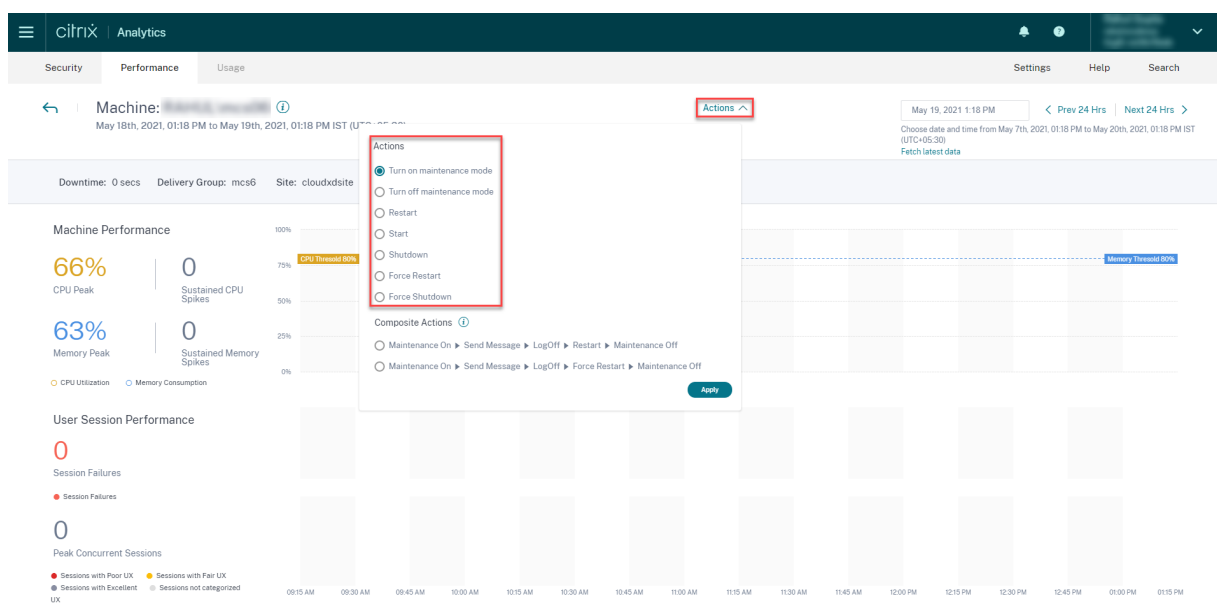 citrix | Analytics
Security Performance Usage Settings Help Search
Machine:
Actions
May 19, 2021 1:18 PM
Prev 24 Hrs | Next 24 Hrs
May 18th, 2021, 01:18 PM to May 19th, 2021, 01:18 PM IST
Choose date and time from May 7th, 2021, 01:18 PM to May 20th, 2021, 01:18 PM IST
(UTC+05:30)
Fetch latest data
Downtime: 0 secs Delivery Group: mcs6 Site: cloudxdsite
Actions
Turn on maintenance mode
Turn off maintenance mode
Restart
Start
Shutdown
Force Restart
Force Shutdown
Composite Actions
Maintenance On ▶ Send Message ▶ LogOff ▶ Restart ▶ Maintenance Off
Maintenance On ▶ Send Message ▶ LogOff ▶ Force Restart ▶ Maintenance Off
Apply
Machine Performance
66%
CPU Peak
0
Sustained CPU
Spikes
63%
Memory Peak
0
Sustained Memory
Spikes
CPU Utilization Memory Consumption
100%
75%
50%
25%
0%
CPU Thresold 80%
Memory Thresold 80%
User Session Performance
0
Session Failures
Session Failures
0
Peak Concurrent Sessions
Sessions with Poor UX Sessions with Fair UX
Sessions with Excellent Sessions not categorized
UX
09:15 AM 09:30 AM 09:45 AM 10:00 AM 10:15 AM 10:30 AM 10:45 AM 11:00 AM 11:15 AM 11:30 AM 11:45 AM 12:00 PM 12:15 PM 12:30 PM 12:45 PM 01:00 PM 01:15 PM